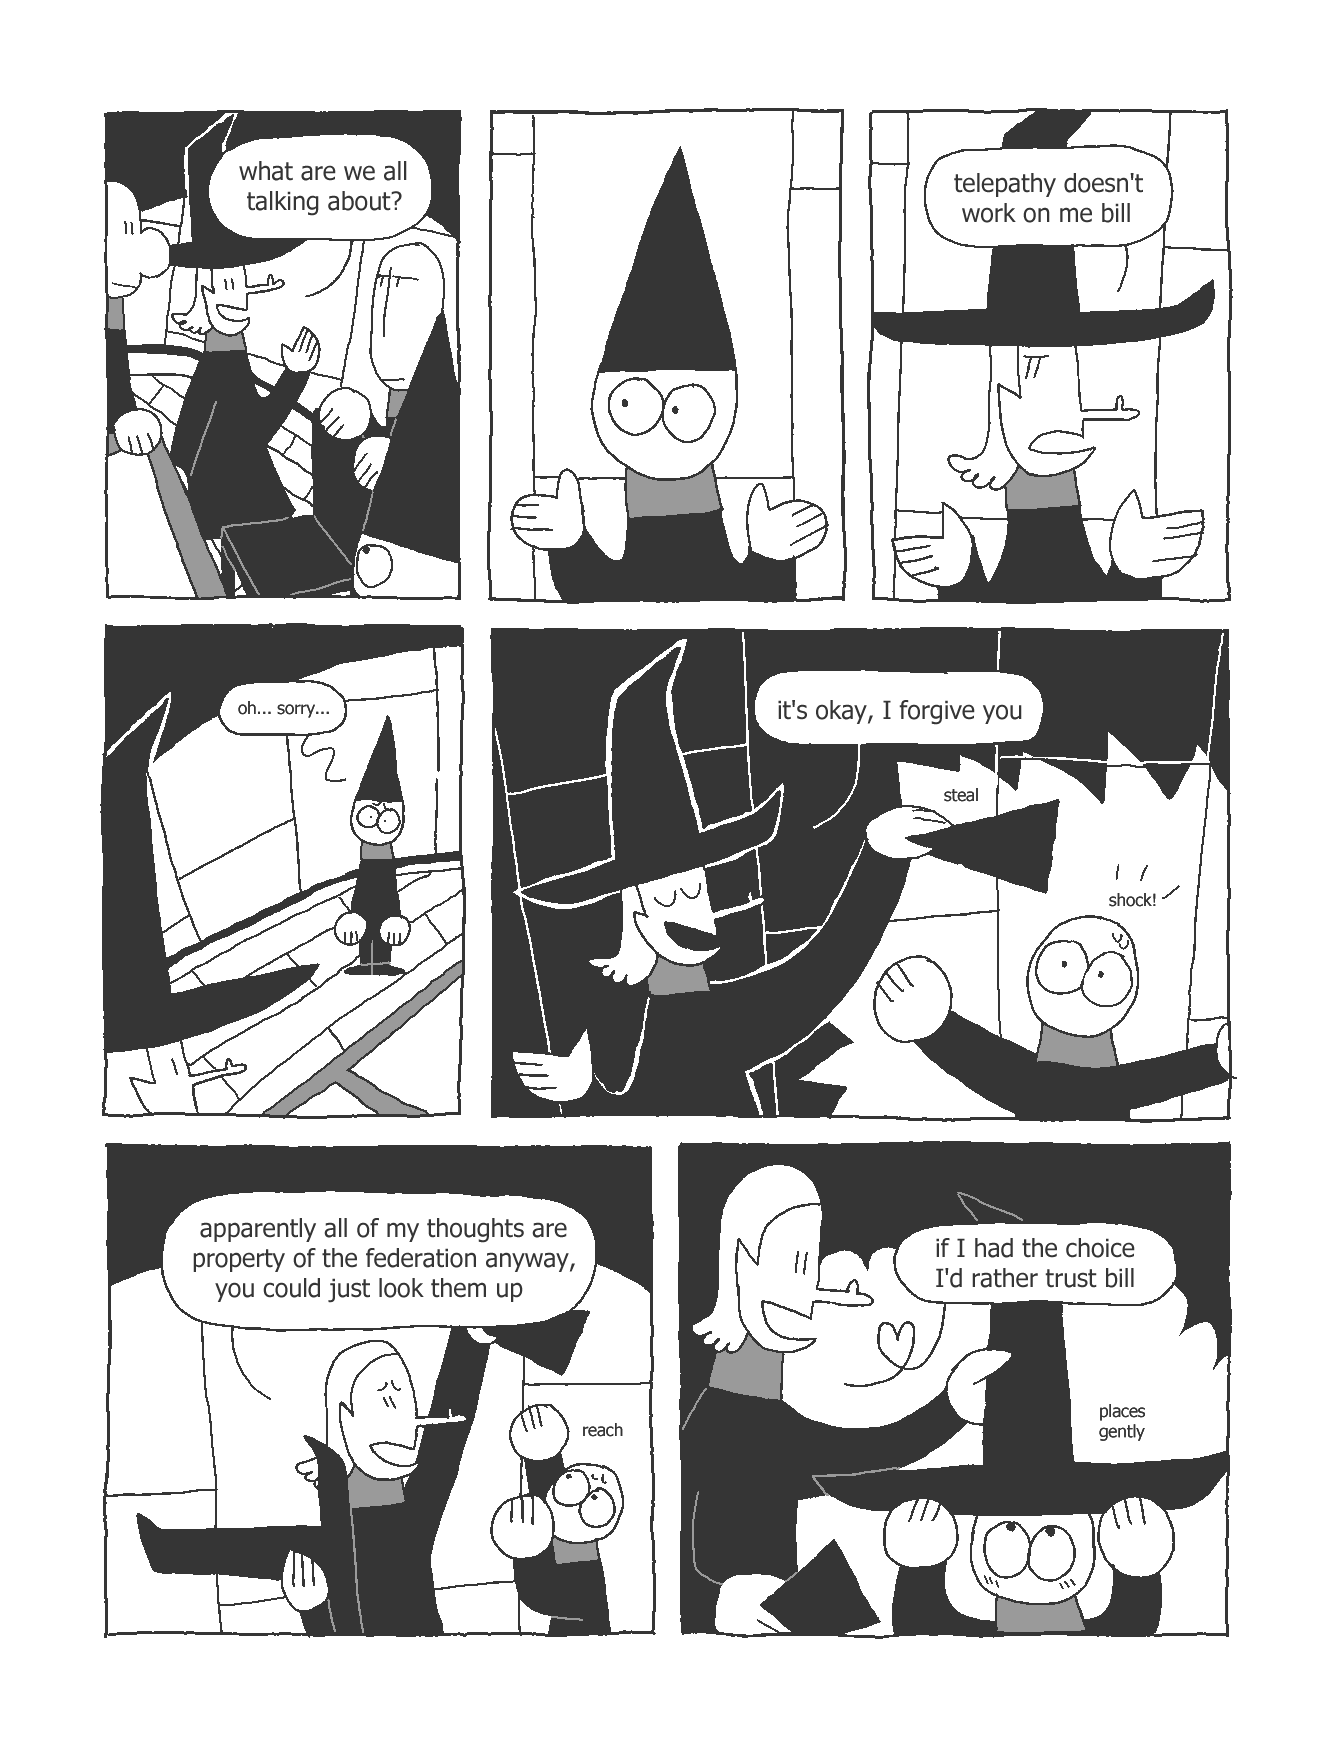 what are we all
talking about?
telepathy doesn't
work on me bill
oh... sorry...
it's okay, I forgive you
steal
shock!
apparently all of my thoughts are
property of the federation anyway,
you could just look them up
reach
if I had the choice
I'd rather trust bill
places
gently